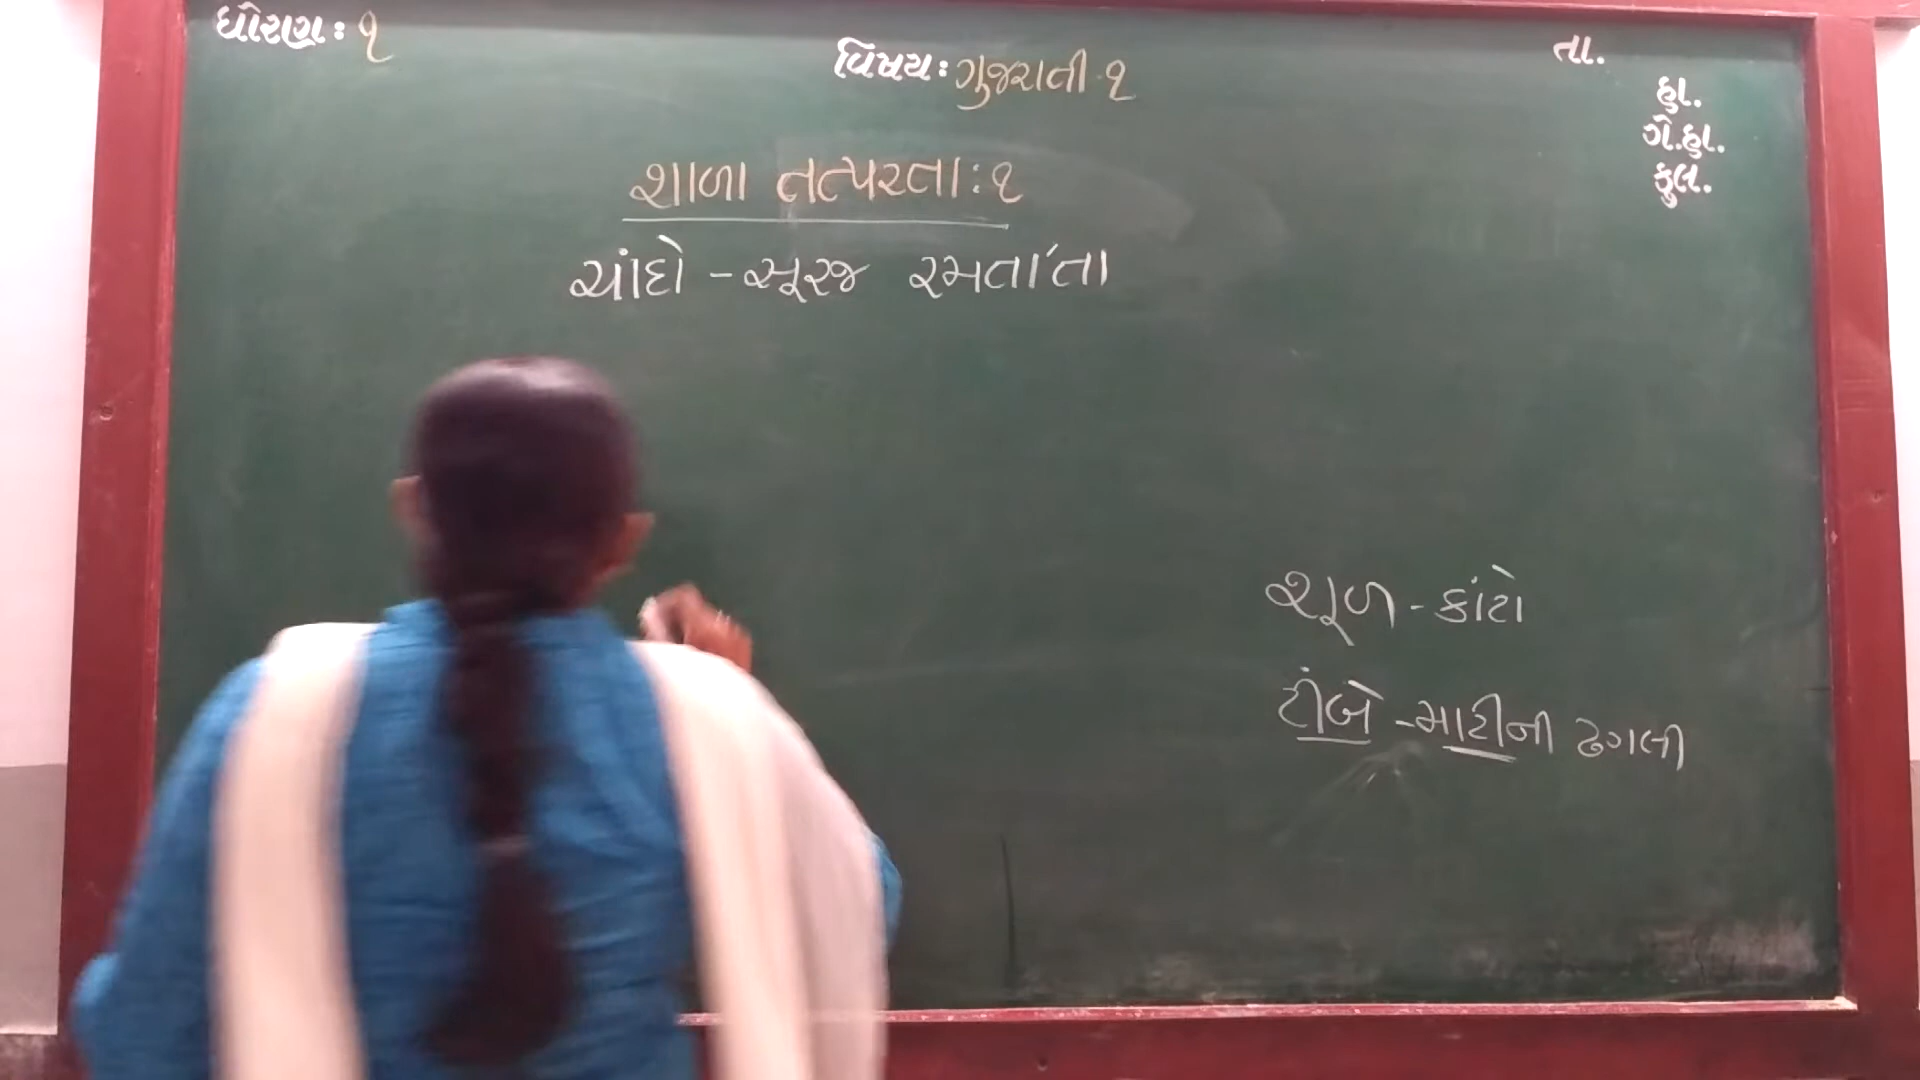 ધોરણ: ૧
વિષય: ગુજરાતી-૧
તા.
હા.
ગે.હા.
કુલ.
શાળા તત્પરતા: ૧
ચાંદો - સૂરજ રમતા'તા
શૂળ - કાંટો
ટીંબે - માટીની ઢગલી